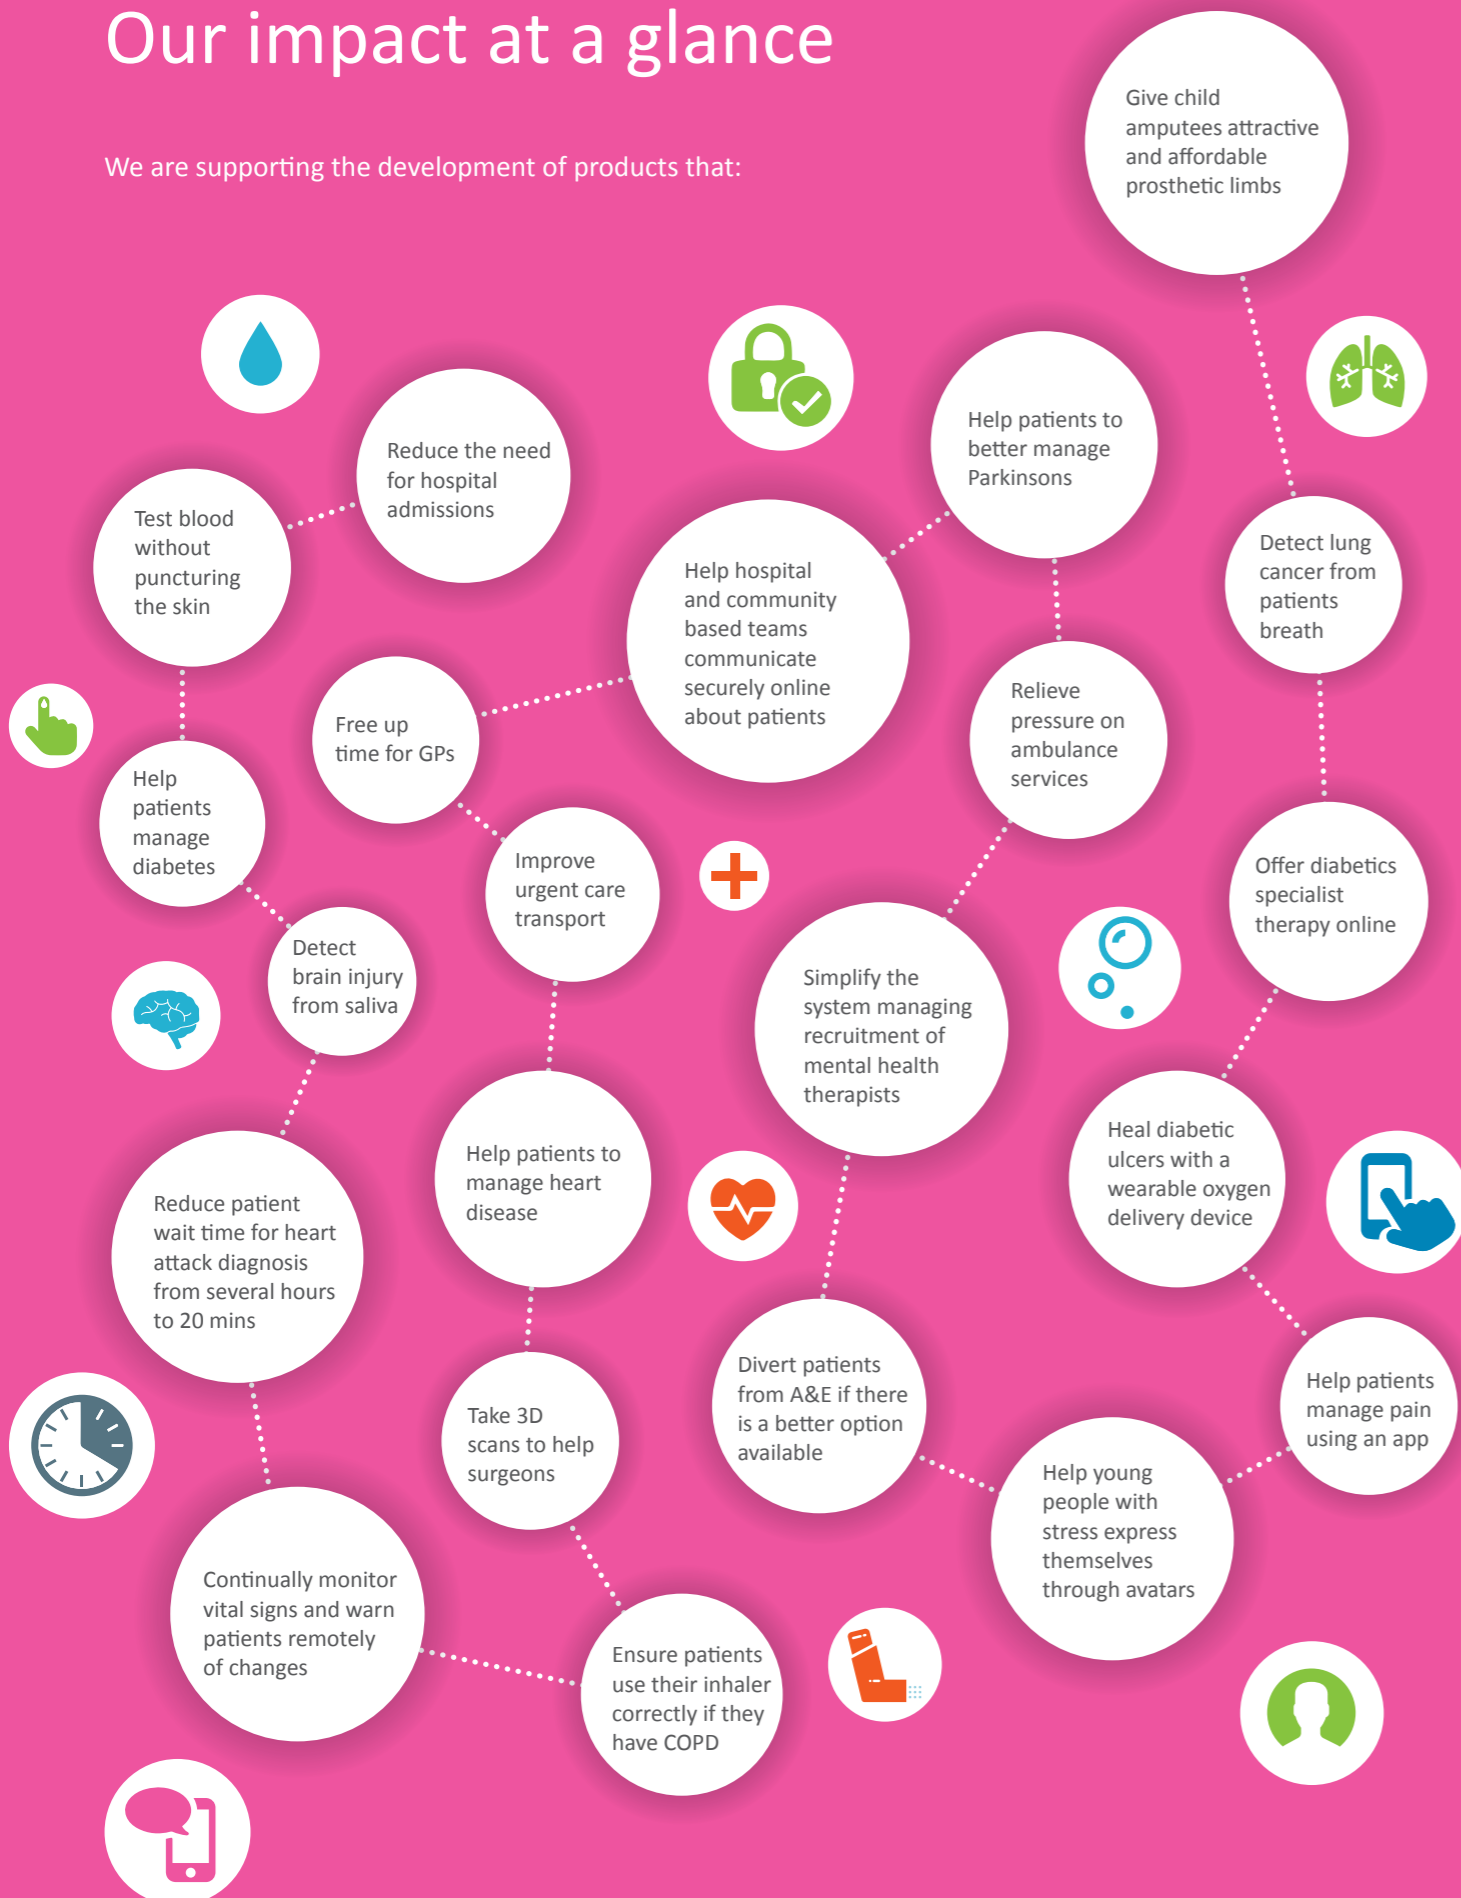 Our impact at a glance
We are supporting the development of products that:
Give child
amputees attractive
and affordable
prosthetic limbs
Reduce the need
for hospital
admissions
Test blood
without
puncturing
the skin
Help patients to
better manage
Parkinsons
Help hospital
and community
based teams
communicate
securely online
about patients
Detect lung
cancer from
patients
breath
Free up
time for GPs
Relieve
pressure on
ambulance
services
Help
patients
manage
diabetes
Improve
urgent care
transport
Offer diabetics
specialist
therapy online
Detect
brain injury
from saliva
Simplify the
system managing
recruitment of
mental health
therapists
Help patients to
manage heart
disease
Heal diabetic
ulcers with a
wearable oxygen
delivery device
Reduce patient
wait time for heart
attack diagnosis
from several hours
to 20 mins
Divert patients
from A&E if there
is a better option
available
Help patients
manage pain
using an app
Take 3D
scans to help
surgeons
Help young
people with
stress express
themselves
through avatars
Continually monitor
vital signs and warn
patients remotely
of changes
Ensure patients
use their inhaler
correctly if they
have COPD